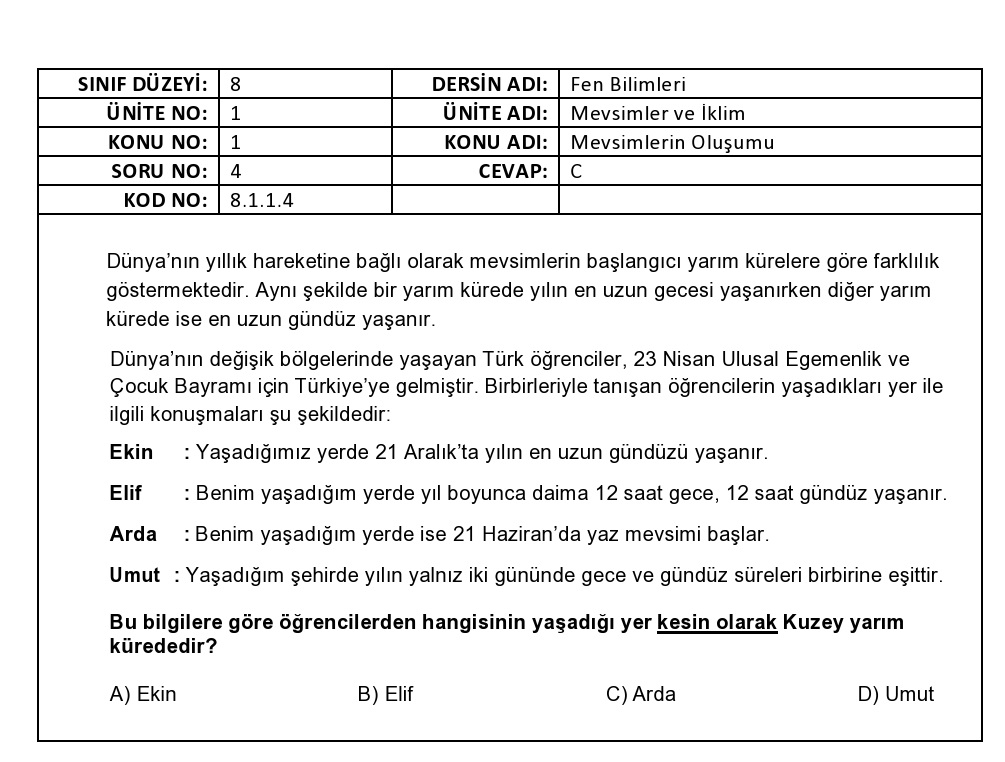 SINIF DÜZEYİ: 8 DERSİN ADI: Fen Bilimleri
ÜNİTE NO: 1 ÜNİTE ADI: Mevsimler ve İklim
KONU NO: 1 KONU ADI: Mevsimlerin Oluşumu
SORU NO: 4 CEVAP: C
KOD NO: 8.1.1.4
Dünya’nın yıllık hareketine bağlı olarak mevsimlerin başlangıcı yarım kürelere göre farklılık
göstermektedir. Aynı şekilde bir yarım kürede yılın en uzun gecesi yaşanırken diğer yarım
kürede ise en uzun gündüz yaşanır.
Dünya’nın değişik bölgelerinde yaşayan Türk öğrenciler, 23 Nisan Ulusal Egemenlik ve
Çocuk Bayramı için Türkiye’ye gelmiştir. Birbirleriyle tanışan öğrencilerin yaşadıkları yer ile
ilgili konuşmaları şu şekildedir:
Ekin : Yaşadığımız yerde 21 Aralık’ta yılın en uzun gündüzü yaşanır.
Elif : Benim yaşadığım yerde yıl boyunca daima 12 saat gece, 12 saat gündüz yaşanır.
Arda : Benim yaşadığım yerde ise 21 Haziran’da yaz mevsimi başlar.
Umut : Yaşadığım şehirde yılın yalnız iki gününde gece ve gündüz süreleri birbirine eşittir.
Bu bilgilere göre öğrencilerden hangisinin yaşadığı yer kesin olarak Kuzey yarım
kürededir?
A) Ekin B) Elif C) Arda D) Umut